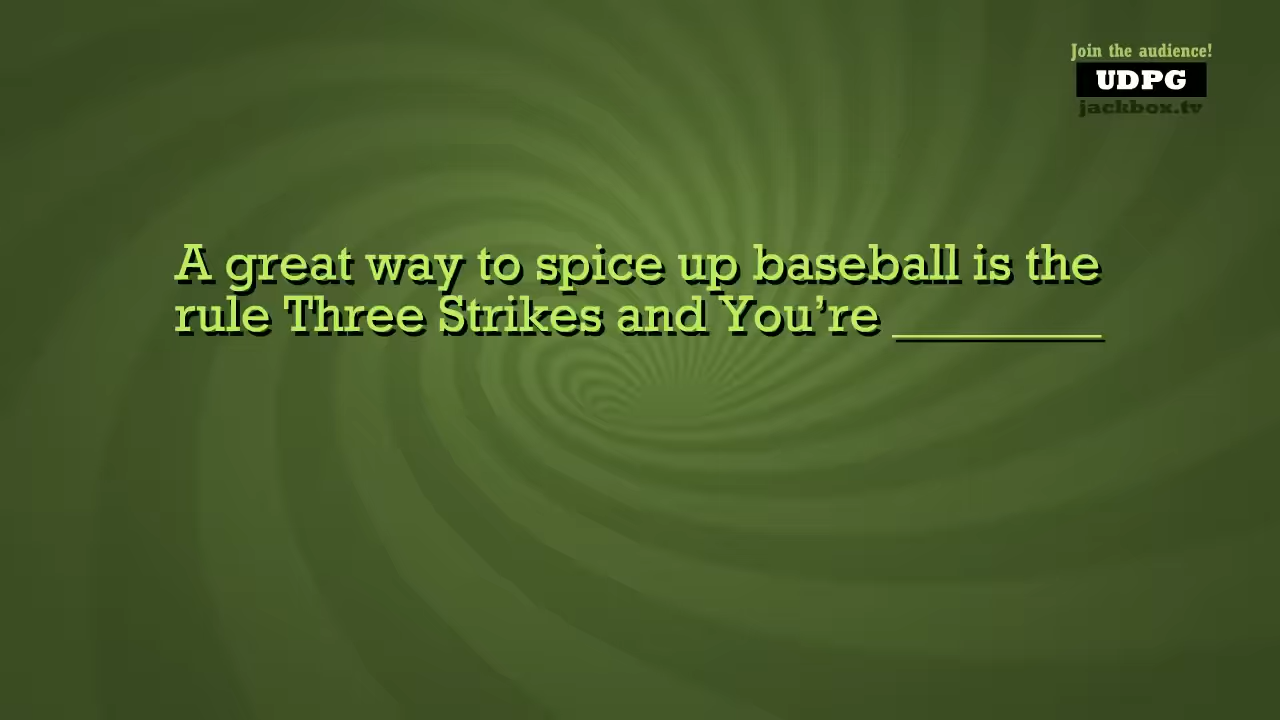 Join the audience!
UDPG
jackbox.tv
A great way to spice up baseball is the
rule Three Strikes and You’re ________